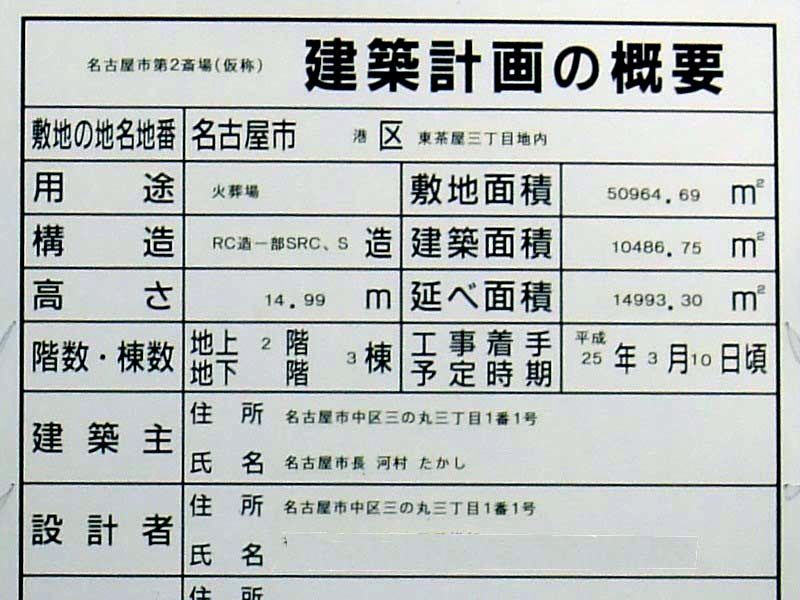 名古屋市第2斎場(仮称) 建築計画の概要
敷地の地名地番 名古屋市 港 区 東茶屋三丁目地内
用途 火葬場 敷地面積 50964.69 m²
構造 RC造一部SRC、S 造 建築面積 10486.75 m²
高さ 14.99 m 延べ面積 14993.30 m²
階数・棟数 地上 2 階 地下 階 3 棟 工事着手予定時期 平成25年3月10日頃
建築主 住所 名古屋市中区三の丸三丁目1番1号
氏名 名古屋市長 河村 たかし
設計者 住所 名古屋市中区三の丸三丁目1番1号
氏名
住所